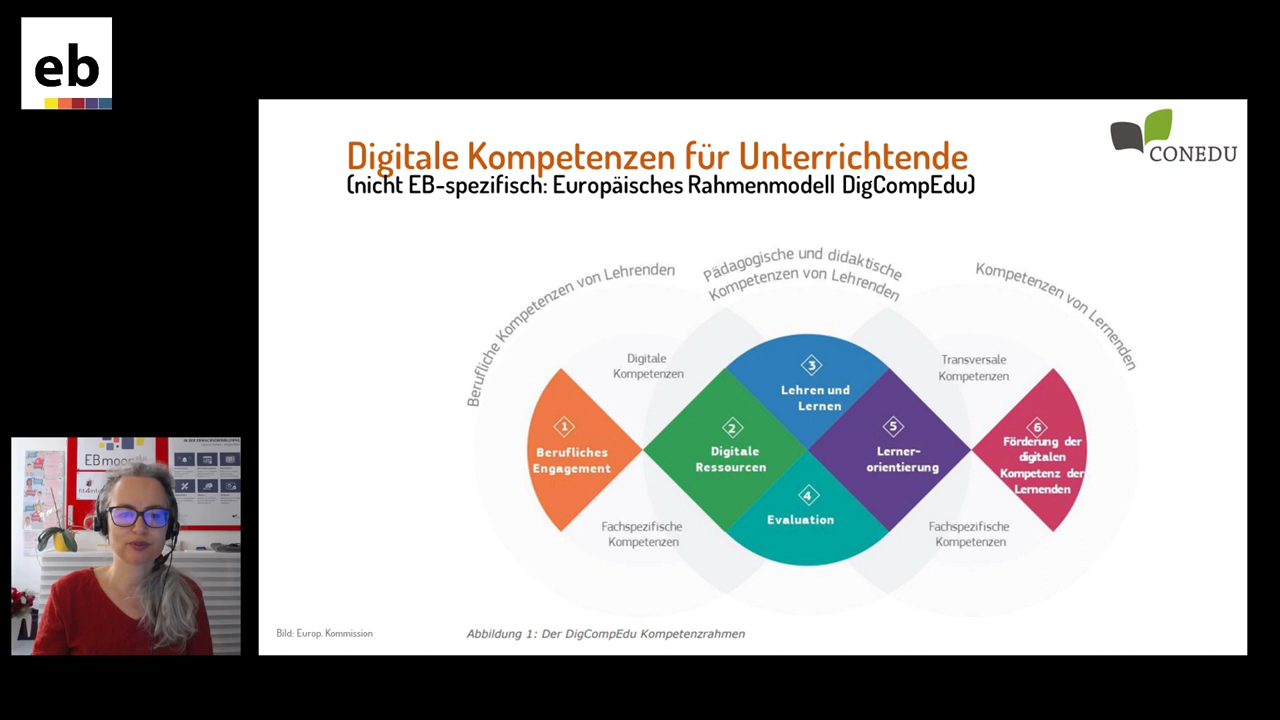 eb
Digitale Kompetenzen für Unterrichtende
(nicht EB-spezifisch: Europäisches Rahmenmodell DigCompEdu)
CONEDU
Berufliche Kompetenzen von Lehrenden
Pädagogische und didaktische
Kompetenzen von Lehrenden
Kompetenzen von Lernenden
Digitale
Kompetenzen
Transversale
Kompetenzen
1
Berufliches
Engagement
2
Digitale
Ressourcen
3
Lehren und
Lernen
4
Evaluation
5
Lerner-
orientierung
6
Förderung der
digitalen
Kompetenz der
Lernenden
Fachspezifische
Kompetenzen
Fachspezifische
Kompetenzen
Bild: Europ. Kommission
Abbildung 1: Der DigCompEdu Kompetenzrahmen